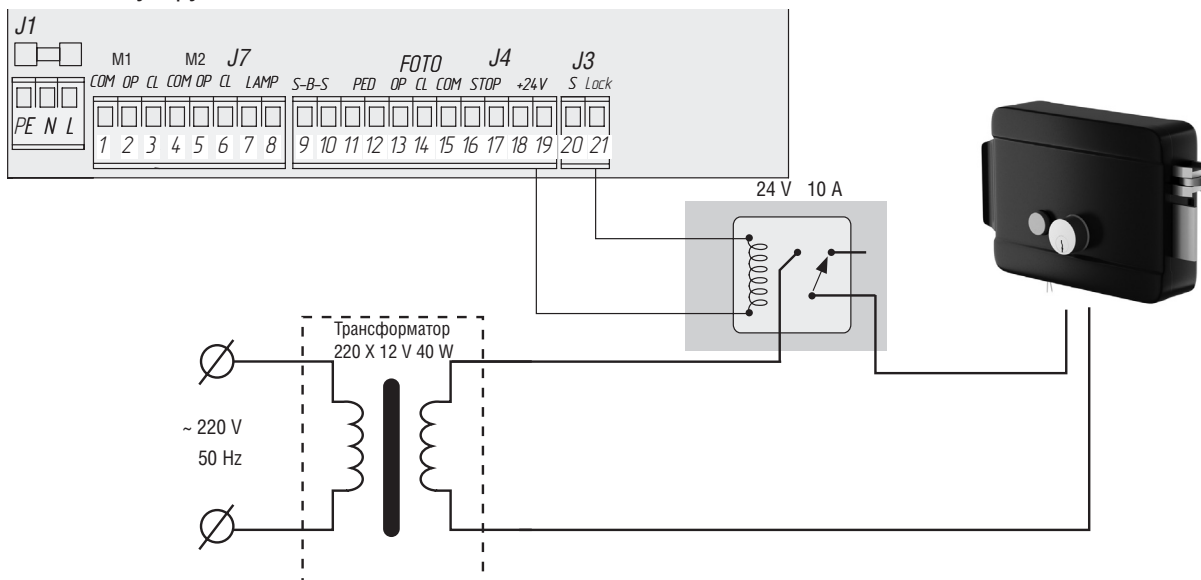 J1
M1 M2 J7 FOTO J4 J3
COM OP CL COM OP CL LAMP S-B-S PED OP CL COM STOP +24V S Lock
PE N L
1 2 3 4 5 6 7 8 9 10 11 12 13 14 15 16 17 18 19 20 21
24 V 10 A
Трансформатор
220 X 12 V 40 W
~ 220 V
50 Hz